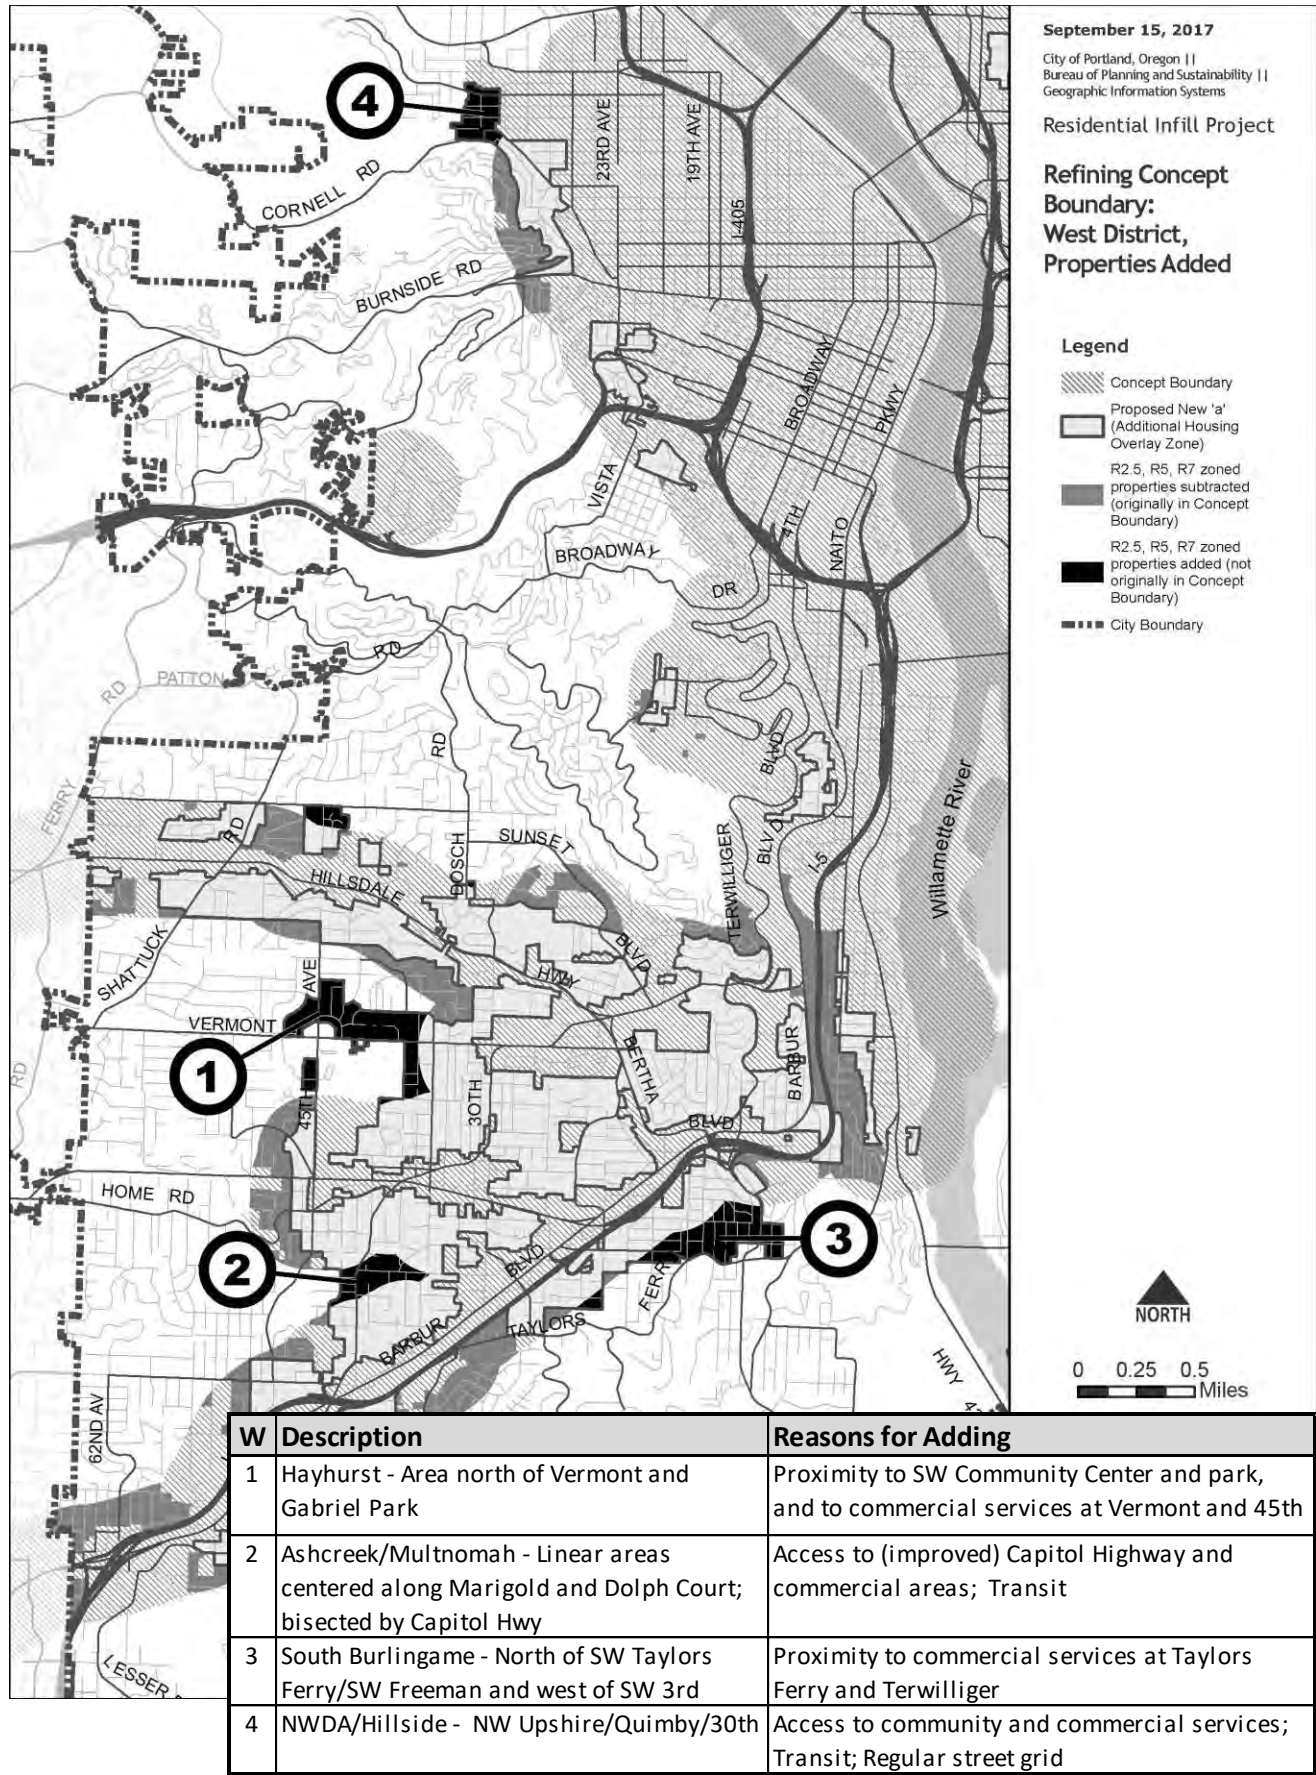 September 15, 2017
City of Portland, Oregon ||
Bureau of Planning and Sustainability ||
Geographic Information Systems
Residential Infill Project
Refining Concept
Boundary:
West District,
Properties Added
Legend
Concept Boundary
Proposed New 'a'
(Additional Housing
Overlay Zone)
R2.5, R5, R7 zoned
properties subtracted
(originally in Concept
Boundary)
R2.5, R5, R7 zoned
properties added (not
originally in Concept
Boundary)
City Boundary
4
CORNELL RD
23RD AVE
19TH AVE
I-405
BURNSIDE RD
BROADWAY
PKWY
VISTA
4TH
NAITO
BROADWAY
DR
RD
RD
PATTON
RD
BLVD
FERRY
RD
DOSCH
SUNSET
TERWILLIGER
BLVD
I-5
Willamette River
HILLSDALE
BLVD
HWY
SHATTUCK
AVE
VERMONT
1
BERTHA
BARBUR
RD
45TH
30TH
BLVD
HOME RD
2
3
BLVD
FERRY
BARBUR
TAYLORS
HWY
NORTH
0 0.25 0.5
Miles
62ND AV
LESSER
W Description Reasons for Adding
1 Hayhurst - Area north of Vermont and Proximity to SW Community Center and park,
Gabriel Park and to commercial services at Vermont and 45th
2 Ashcreek/Multnomah - Linear areas Access to (improved) Capitol Highway and
centered along Marigold and Dolph Court; commercial areas; Transit
bisected by Capitol Hwy
3 South Burlingame - North of SW Taylors Proximity to commercial services at Taylors
Ferry/SW Freeman and west of SW 3rd Ferry and Terwilliger
4 NWDA/Hillside - NW Upshire/Quimby/30th Access to community and commercial services;
Transit; Regular street grid